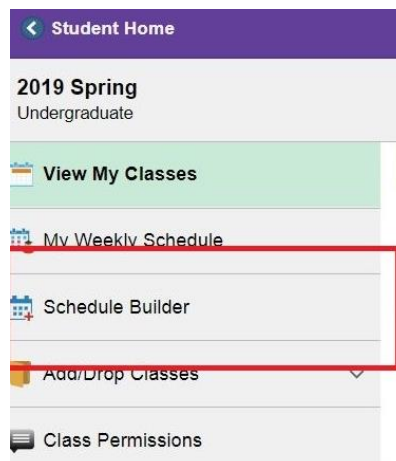 Student Home
2019 Spring
Undergraduate
View My Classes
My Weekly Schedule
Schedule Builder
Add/Drop Classes
Class Permissions